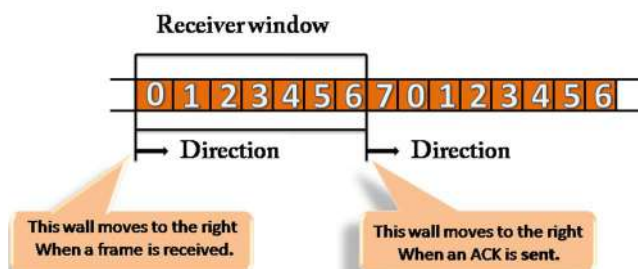 Receiver window
0 1 2 3 4 5 6 7 0 1 2 3 4 5 6
Direction Direction
This wall moves to the right
When a frame is received.
This wall moves to the right
When an ACK is sent.